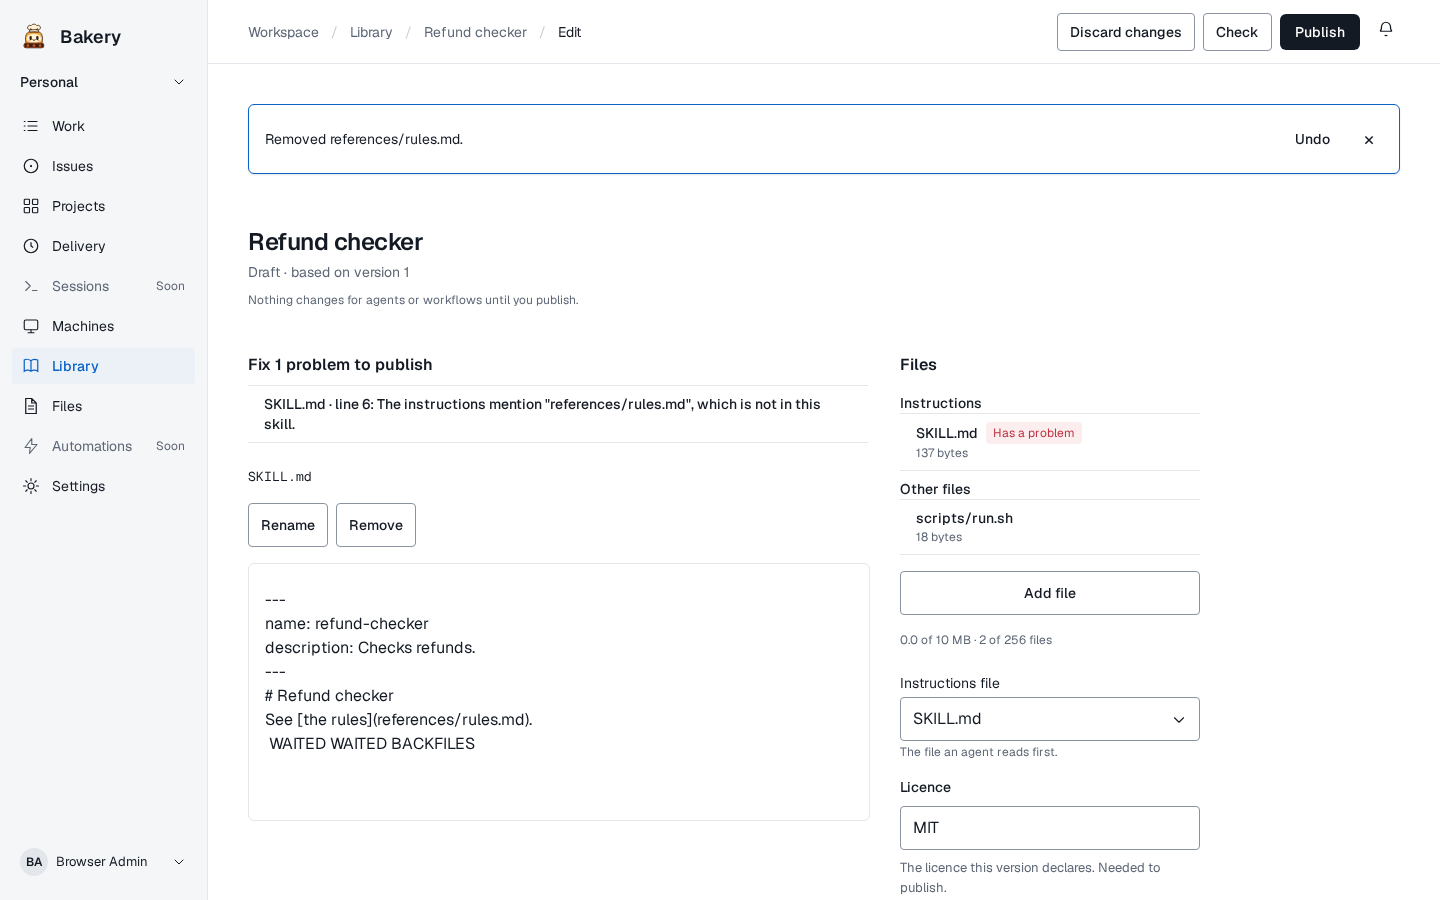 Bakery
Personal
Work
Issues
Projects
Delivery
Sessions Soon
Machines
Library
Files
Automations Soon
Settings
BA Browser Admin
Workspace / Library / Refund checker / Edit
Discard changes
Check
Publish
Removed references/rules.md.
Undo
×
Refund checker
Draft · based on version 1
Nothing changes for agents or workflows until you publish.
Fix 1 problem to publish
SKILL.md · line 6: The instructions mention "references/rules.md", which is not in this
skill.
SKILL.md
Rename
Remove
---
name: refund-checker
description: Checks refunds.
---
# Refund checker
See [the rules](references/rules.md).
WAITED WAITED BACKFILES
Files
Instructions
SKILL.md Has a problem
137 bytes
Other files
scripts/run.sh
18 bytes
Add file
0.0 of 10 MB · 2 of 256 files
Instructions file
SKILL.md
The file an agent reads first.
Licence
MIT
The licence this version declares. Needed to
publish.